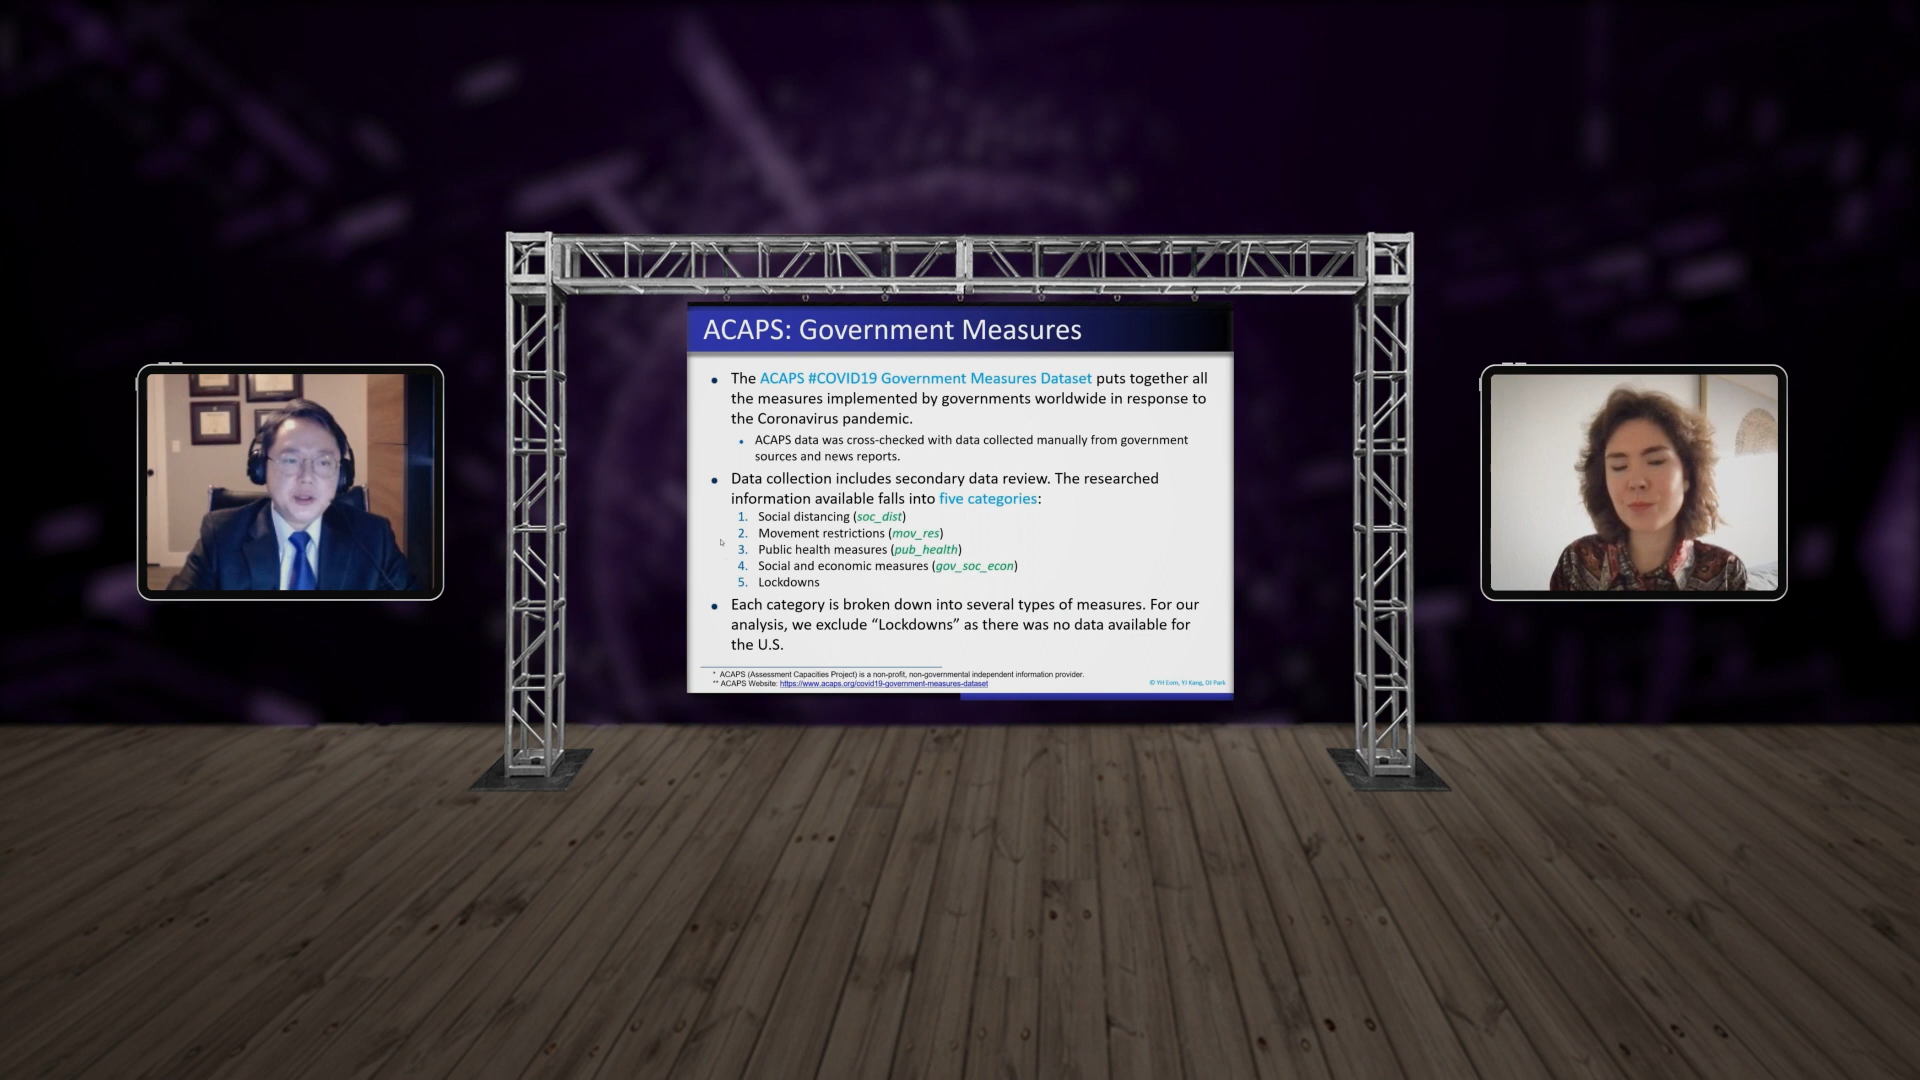 ACAPS: Government Measures
The ACAPS #COVID19 Government Measures Dataset puts together all
the measures implemented by governments worldwide in response to
the Coronavirus pandemic.
ACAPS data was cross-checked with data collected manually from government
sources and news reports.
Data collection includes secondary data review. The researched
information available falls into five categories:
1. Social distancing (soc_dist)
2. Movement restrictions (mov_res)
3. Public health measures (pub_health)
4. Social and economic measures (gov_soc_econ)
5. Lockdowns
Each category is broken down into several types of measures. For our
analysis, we exclude “Lockdowns” as there was no data available for
the U.S.
* ACAPS (Assessment Capacities Project) is a non-profit, non-governmental independent information provider.
** ACAPS Website: https://www.acaps.org/covid19-government-measures-dataset
© YH Eom, YI Kang, DJ Park